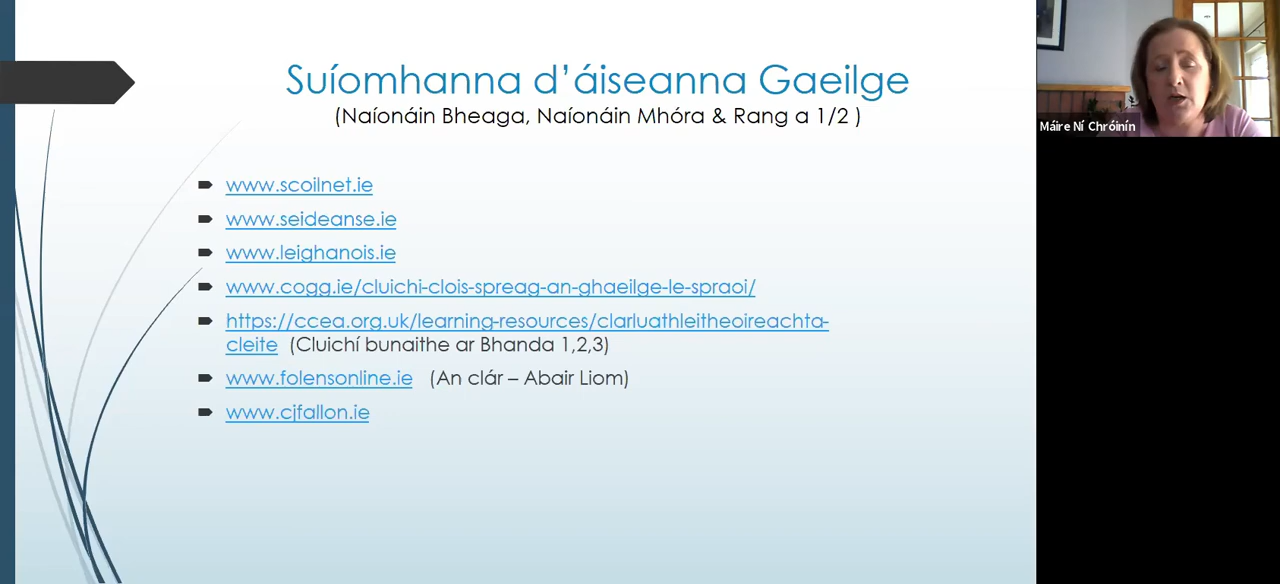 Suíomhanna d’áiseanna Gaeilge
(Naíonáin Bheaga, Naíonáin Mhóra & Rang a 1/2 )
www.scoilnet.ie
www.seideanse.ie
www.leighanois.ie
www.cogg.ie/cluichi-clois-spreag-an-ghaeilge-le-spraoi/
https://ccea.org.uk/learning-resources/clarluathleitheoireachta-
cleite (Cluichí bunaithe ar Bhanda 1,2,3)
www.folensonline.ie (An clár – Abair Liom)
www.cjfallon.ie
Máire Ní Chróinín